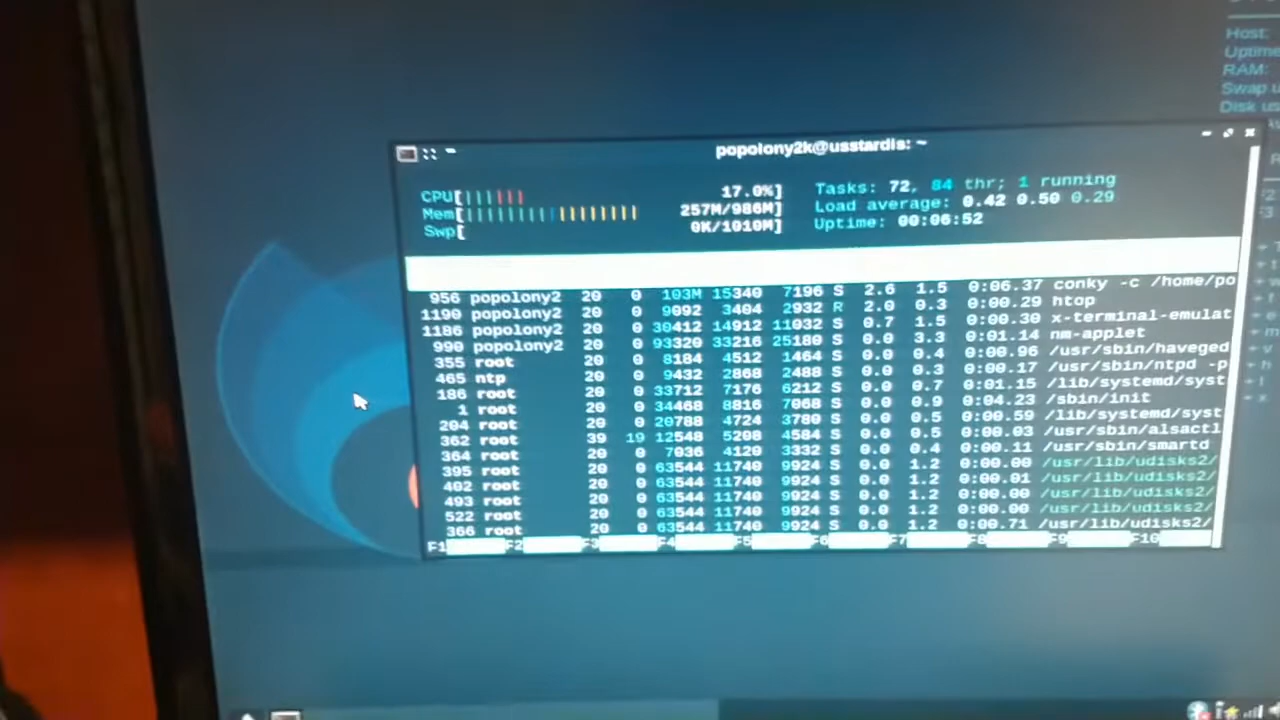 Host:
Uptime
RAM:
Swap u
Disk us
popolony2k@usstardis: ~
CPU[||||||| 17.0%] Tasks: 72, 84 thr; 1 running
Mem[|||||||||||||||||||| 257M/986M] Load average: 0.42 0.50 0.29
Swp[ 0K/1010M] Uptime: 00:06:52
956 popolony2 20 0 103M 15340 7196 S 2.6 1.5 0:06.37 conky -c /home/po
1190 popolony2 20 0 9092 3404 2932 R 2.0 0.3 0:00.29 htop
1186 popolony2 20 0 30412 14912 11032 S 0.7 1.5 0:00.30 x-terminal-emulat
990 popolony2 20 0 93320 33216 25180 S 0.0 3.3 0:01.14 nm-applet
355 root 20 0 8184 4512 1464 S 0.0 0.4 0:00.96 /usr/sbin/haveged
465 ntp 20 0 9432 2868 2488 S 0.0 0.3 0:00.17 /usr/sbin/ntpd -p
186 root 20 0 33712 7176 6212 S 0.0 0.7 0:01.15 /lib/systemd/syst
1 root 20 0 34468 8816 7068 S 0.0 0.9 0:04.23 /sbin/init
204 root 20 0 20788 4724 3780 S 0.0 0.5 0:00.59 /lib/systemd/syst
362 root 39 19 12548 5208 4584 S 0.0 0.5 0:00.03 /usr/sbin/alsactl
364 root 20 0 7036 4120 3332 S 0.0 0.4 0:00.11 /usr/sbin/smartd
395 root 20 0 63544 11740 9924 S 0.0 1.2 0:00.00 /usr/lib/udisks2/
402 root 20 0 63544 11740 9924 S 0.0 1.2 0:00.01 /usr/lib/udisks2/
493 root 20 0 63544 11740 9924 S 0.0 1.2 0:00.00 /usr/lib/udisks2/
522 root 20 0 63544 11740 9924 S 0.0 1.2 0:00.00 /usr/lib/udisks2/
366 root 20 0 63544 11740 9924 S 0.0 1.2 0:00.71 /usr/lib/udisks2/
F1 F2 F3 F4 F5 F6 F7 F8 F9 F10